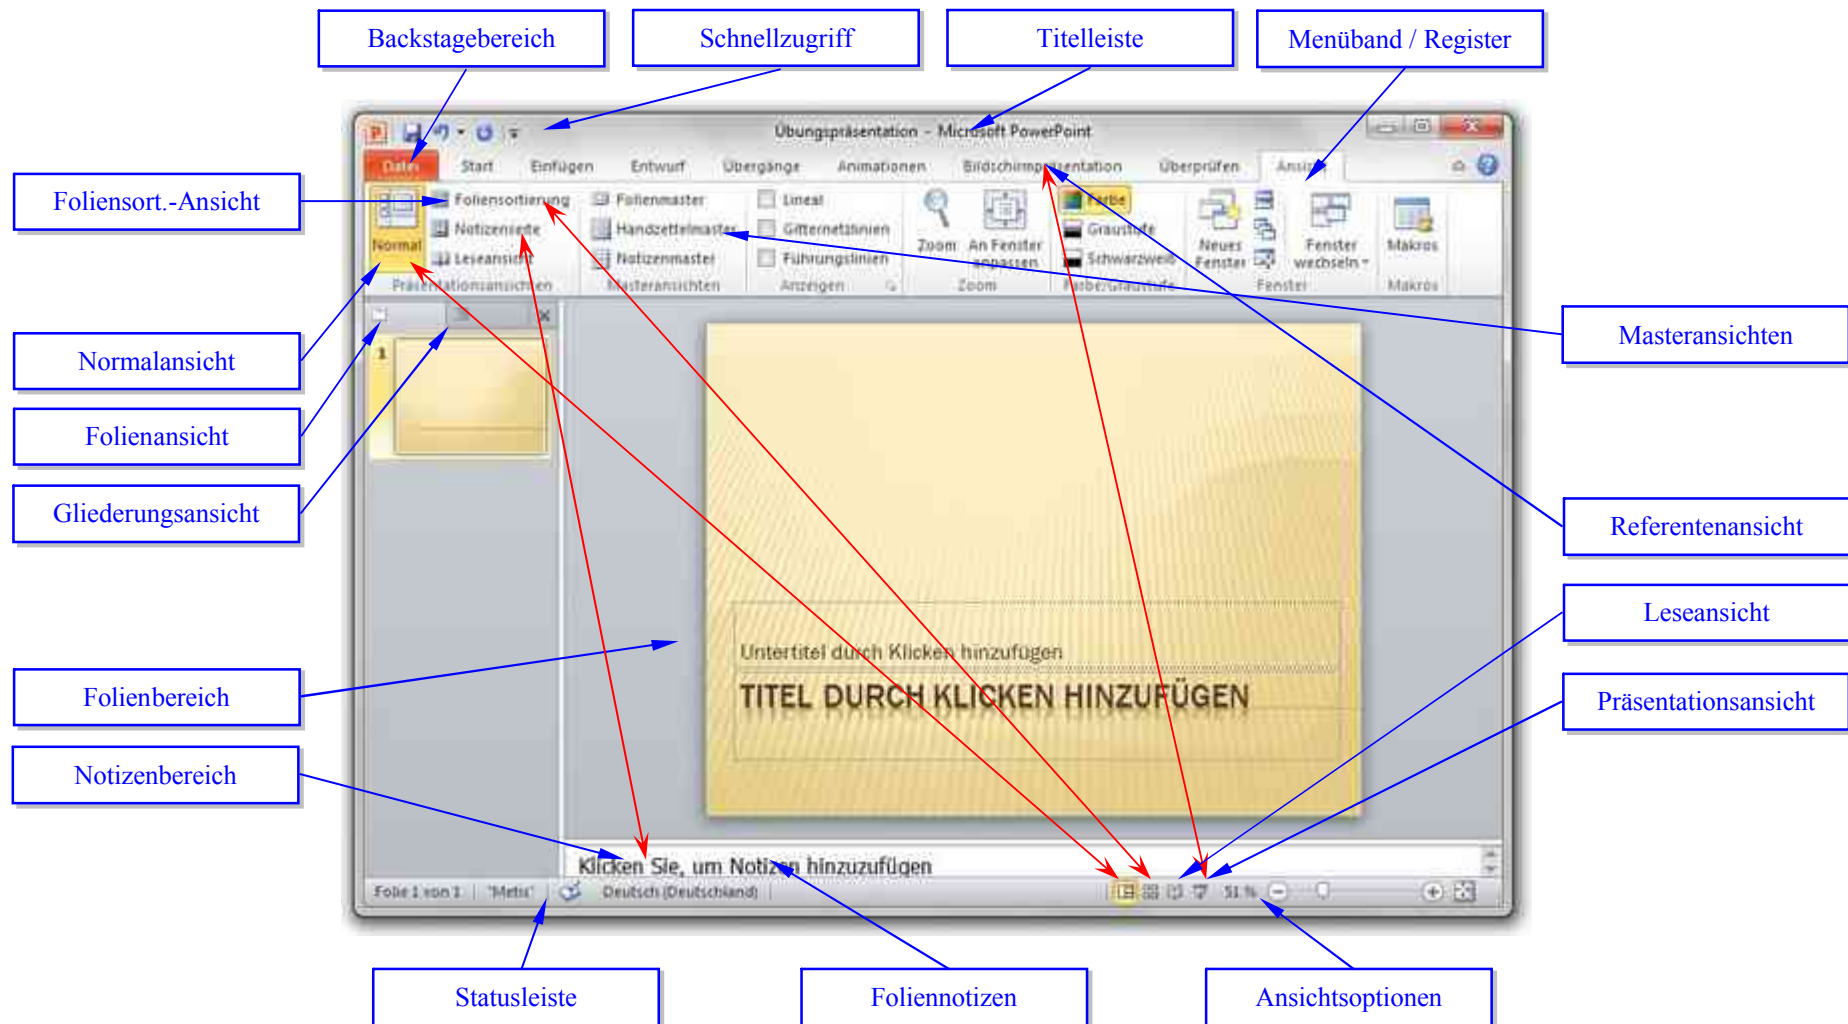 Backstagebereich
Schnellzugriff
Titelleiste
Menüband / Register
Übungspräsentation - Microsoft PowerPoint
Datei Start Einfügen Entwurf Übergänge Animationen Bildschirmpräsentation Überprüfen Ansicht
Foliensort.-Ansicht
Foliensortierung Folienmaster Lineal Farbe
Notizenseite Handzettelmaster Gitternetzlinien Graustufe
Normal Zoom An Fenster anpassen Neues Fenster Fenster wechseln Makros
Leseansicht Notizenmaster Führungslinien Schwarzweiß
Präsentationsansichten Masteransichten Anzeigen Zoom Farbe/Graustufe Fenster Makros
Masteransichten
Normalansicht
1
Folienansicht
Gliederungsansicht
Referentenansicht
Leseansicht
Untertitel durch Klicken hinzufügen
TITEL DURCH KLICKEN HINZUFÜGEN
Folienbereich
Präsentationsansicht
Notizenbereich
Klicken Sie, um Notizen hinzuzufügen
Folie 1 von 1 "Metis" Deutsch (Deutschland) 51 %
Statusleiste
Foliennotizen
Ansichtsoptionen